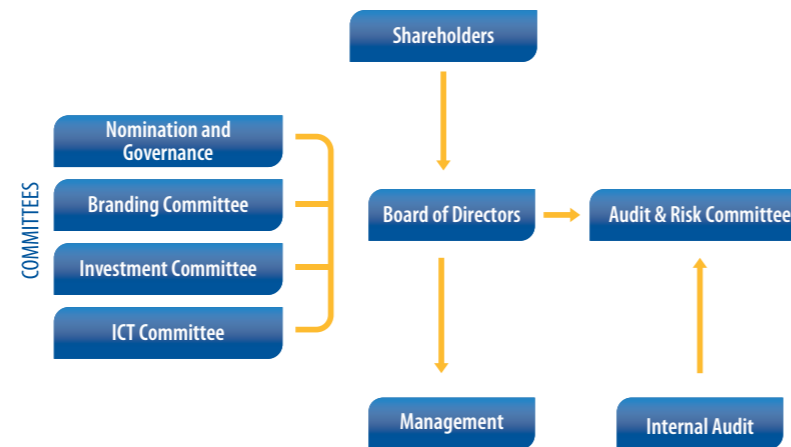 Shareholders
COMMITTEES
Nomination and
Governance
Branding Committee
Board of Directors
Audit & Risk Committee
Investment Committee
ICT Committee
Management
Internal Audit